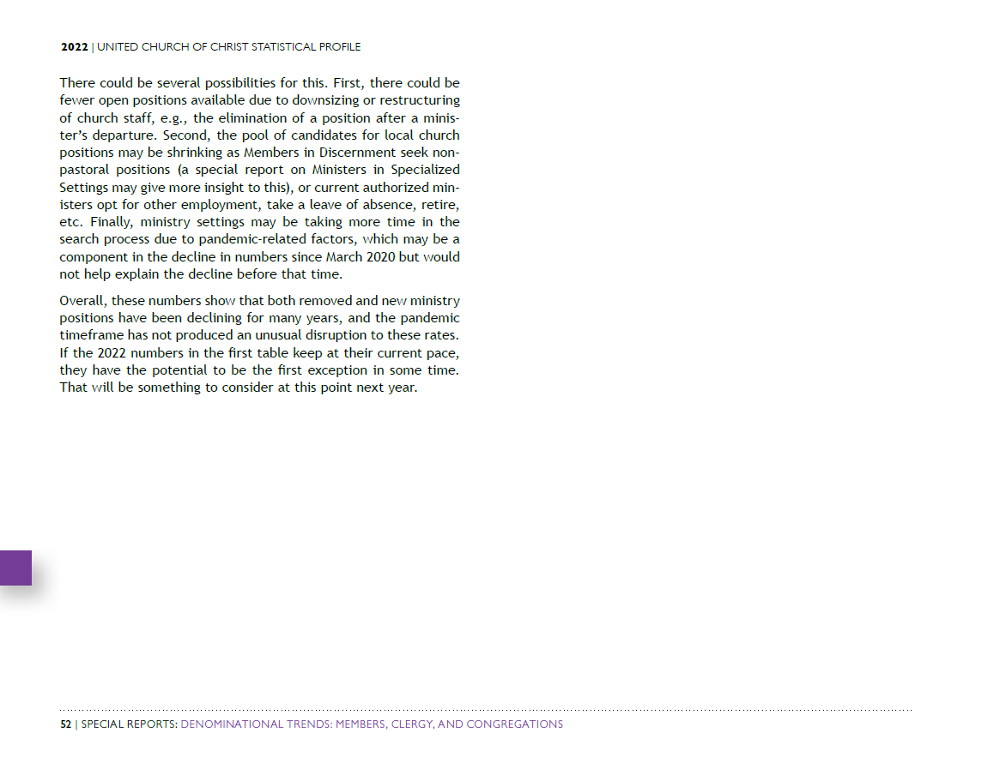 2022 | UNITED CHURCH OF CHRIST STATISTICAL PROFILE
There could be several possibilities for this. First, there could be
fewer open positions available due to downsizing or restructuring
of church staff, e.g., the elimination of a position after a minis-
ter’s departure. Second, the pool of candidates for local church
positions may be shrinking as Members in Discernment seek non-
pastoral positions (a special report on Ministers in Specialized
Settings may give more insight to this), or current authorized min-
isters opt for other employment, take a leave of absence, retire,
etc. Finally, ministry settings may be taking more time in the
search process due to pandemic-related factors, which may be a
component in the decline in numbers since March 2020 but would
not help explain the decline before that time.
Overall, these numbers show that both removed and new ministry
positions have been declining for many years, and the pandemic
timeframe has not produced an unusual disruption to these rates.
If the 2022 numbers in the first table keep at their current pace,
they have the potential to be the first exception in some time.
That will be something to consider at this point next year.
52 | SPECIAL REPORTS: DENOMINATIONAL TRENDS: MEMBERS, CLERGY, AND CONGREGATIONS